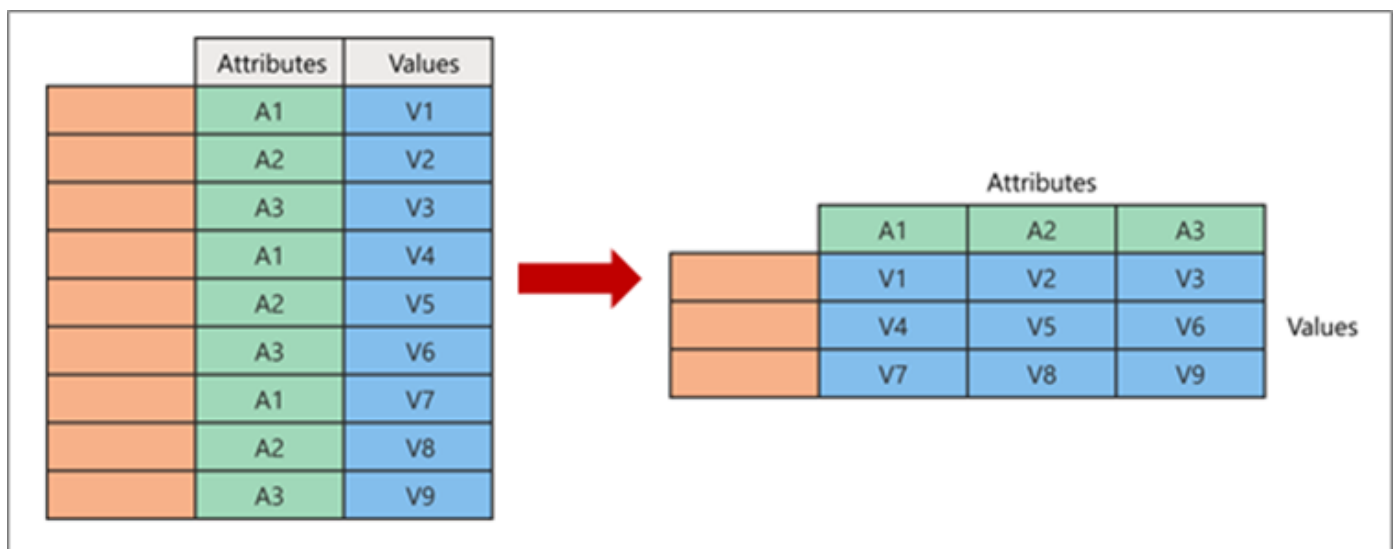 Attributes Values
A1 V1
A2 V2
A3 V3
A1 V4
A2 V5
A3 V6
A1 V7
A2 V8
A3 V9
Attributes
A1 A2 A3
V1 V2 V3
V4 V5 V6 Values
V7 V8 V9